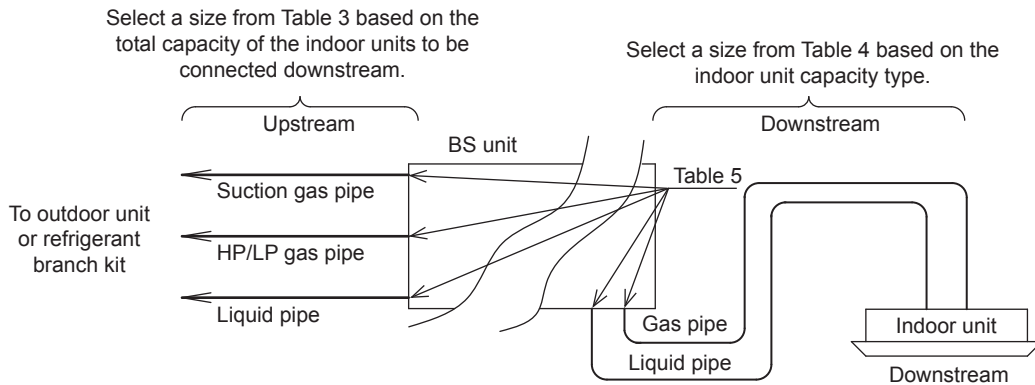 Select a size from Table 3 based on the
total capacity of the indoor units to be
connected downstream.
Select a size from Table 4 based on the
indoor unit capacity type.
Upstream
Downstream
BS unit
Table 5
Suction gas pipe
To outdoor unit
or refrigerant
branch kit
HP/LP gas pipe
Liquid pipe
Gas pipe
Liquid pipe
Indoor unit
Downstream